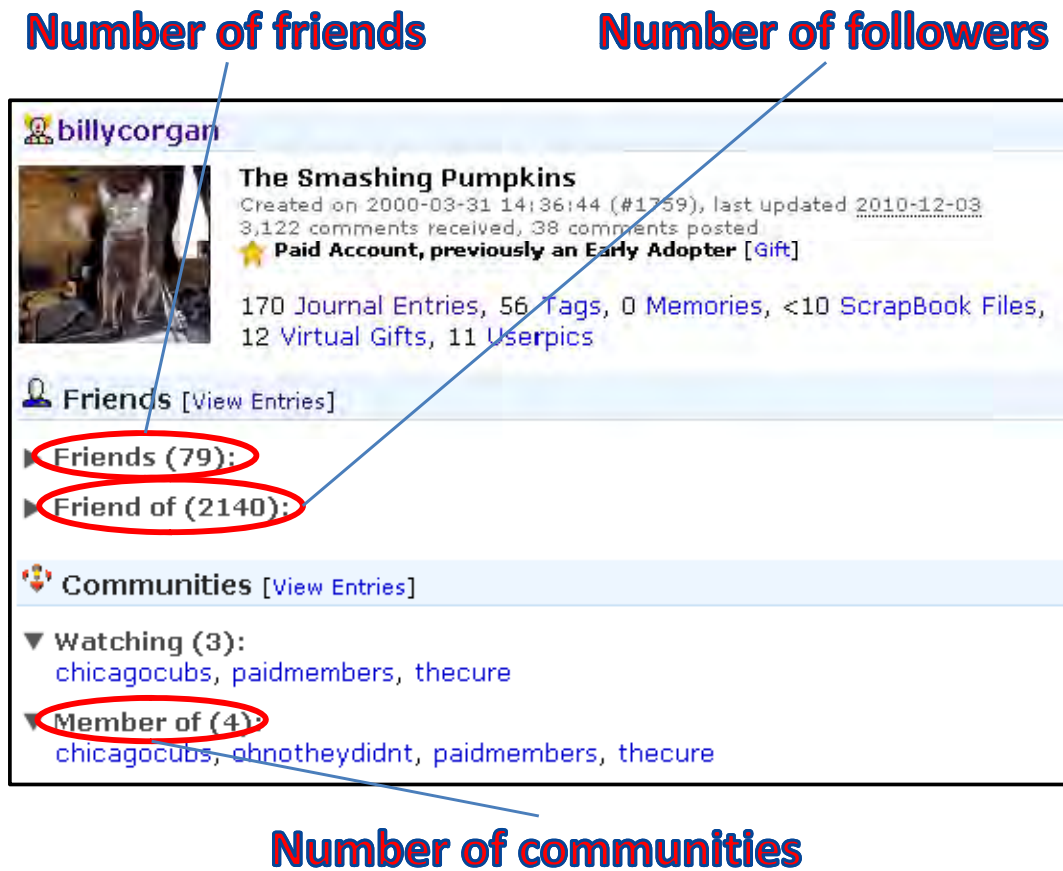 Number of friends
Number of followers
billycorgan
The Smashing Pumpkins
Created on 2000-03-31 14:36:44 (#1759), last updated 2010-12-03
3,122 comments received, 38 comments posted
Paid Account, previously an Early Adopter [Gift]
170 Journal Entries, 56 Tags, 0 Memories, <10 ScrapBook Files,
12 Virtual Gifts, 11 Userpics
Friends [View Entries]
Friends (79):
Friend of (2140):
Communities [View Entries]
Watching (3):
chicagocubs, paidmembers, thecure
Member of (4):
chicagocubs, ohnotheydidnt, paidmembers, thecure
Number of communities